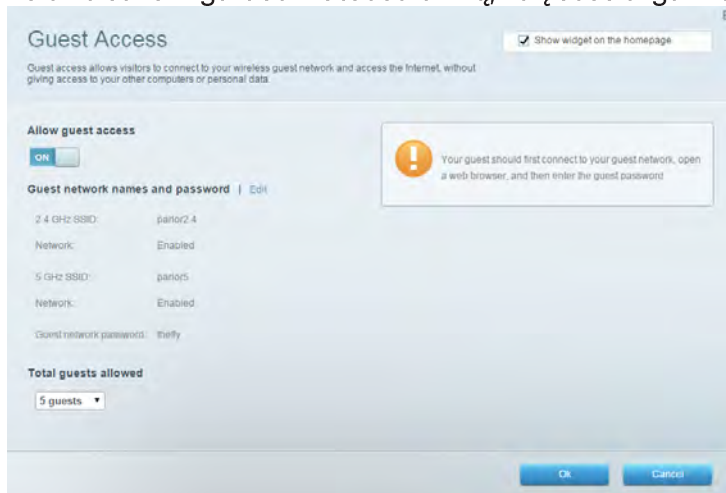 Guest Access
Show widget on the homepage
Guest access allows visitors to connect to your wireless guest network and access the Internet, without
giving access to your other computers or personal data
Allow guest access
ON
Your guest should first connect to your guest network, open
a web browser, and then enter the guest password
Guest network names and password | Edit
2.4 GHz SSID:
Network: Enabled
5 GHz SSID:
Network: Enabled
Guest network password:
Total guests allowed
5 guests
Ok Cancel